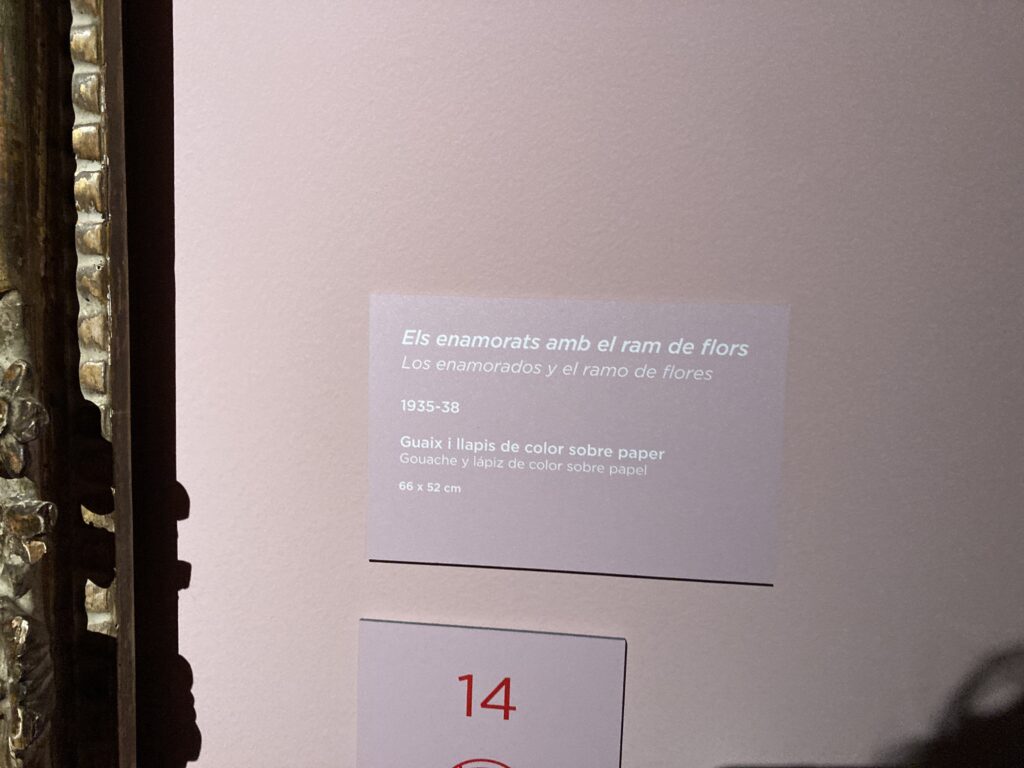 Els enamorats amb el ram de flors
Los enamorados y el ramo de flores
1935-38
Guaix i llapis de color sobre paper
Gouache y lápiz de color sobre papel
66 x 52 cm
14